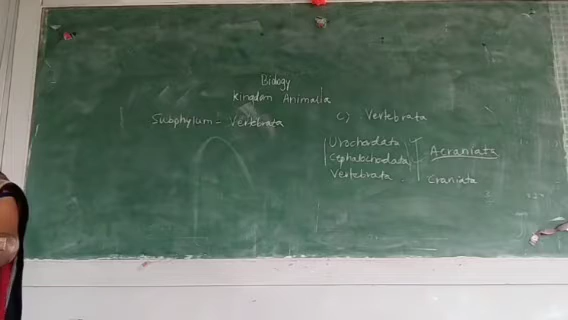 Biology
Kingdom Animalia
Subphylum - Vertebrata
c) Vertebrata
Urochordata
Cephalochordata
Acraniata
Vertebrata
Craniata